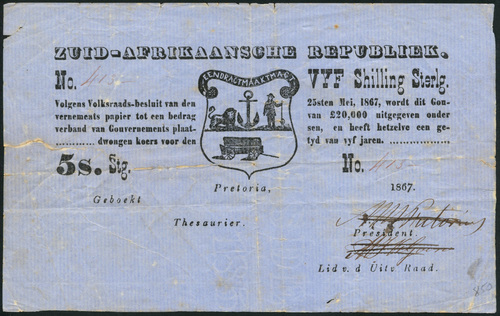 ZUID-AFRIKAANSCHE REPUBLIEK.
No.
EENDRAGT MAAKT MAGT
VYF Shilling Sterlg.
Volgens Volksraads-besluit van den
vernements papier tot een bedrag
verband van Gouvernements plaat-
............dwongen koers voor den
25sten Mei, 1867, wordt dit Gou-
van £20,000 uitgegeven onder
sen, en heeft hetzelve een ge-
tyd van vyf jaren. ..................
5s. Stg.
No.
Pretoria,
1867.
Geboekt
Thesaurier.
President.
Lid v. d Uitv Raad.